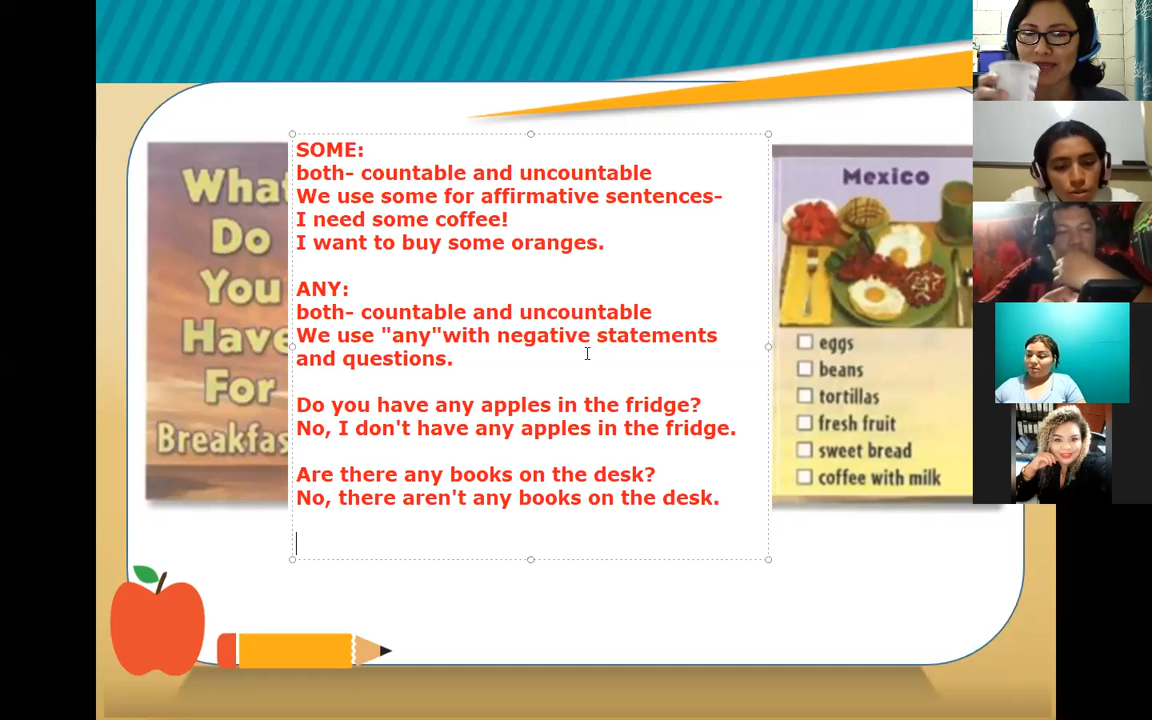 What
Do
You
Have
For
Breakfas
SOME:
both- countable and uncountable
We use some for affirmative sentences-
I need some coffee!
I want to buy some oranges.
ANY:
both- countable and uncountable
We use "any"with negative statements
and questions.
Do you have any apples in the fridge?
No, I don't have any apples in the fridge.
Are there any books on the desk?
No, there aren't any books on the desk.
Mexico
eggs
beans
tortillas
fresh fruit
sweet bread
coffee with milk